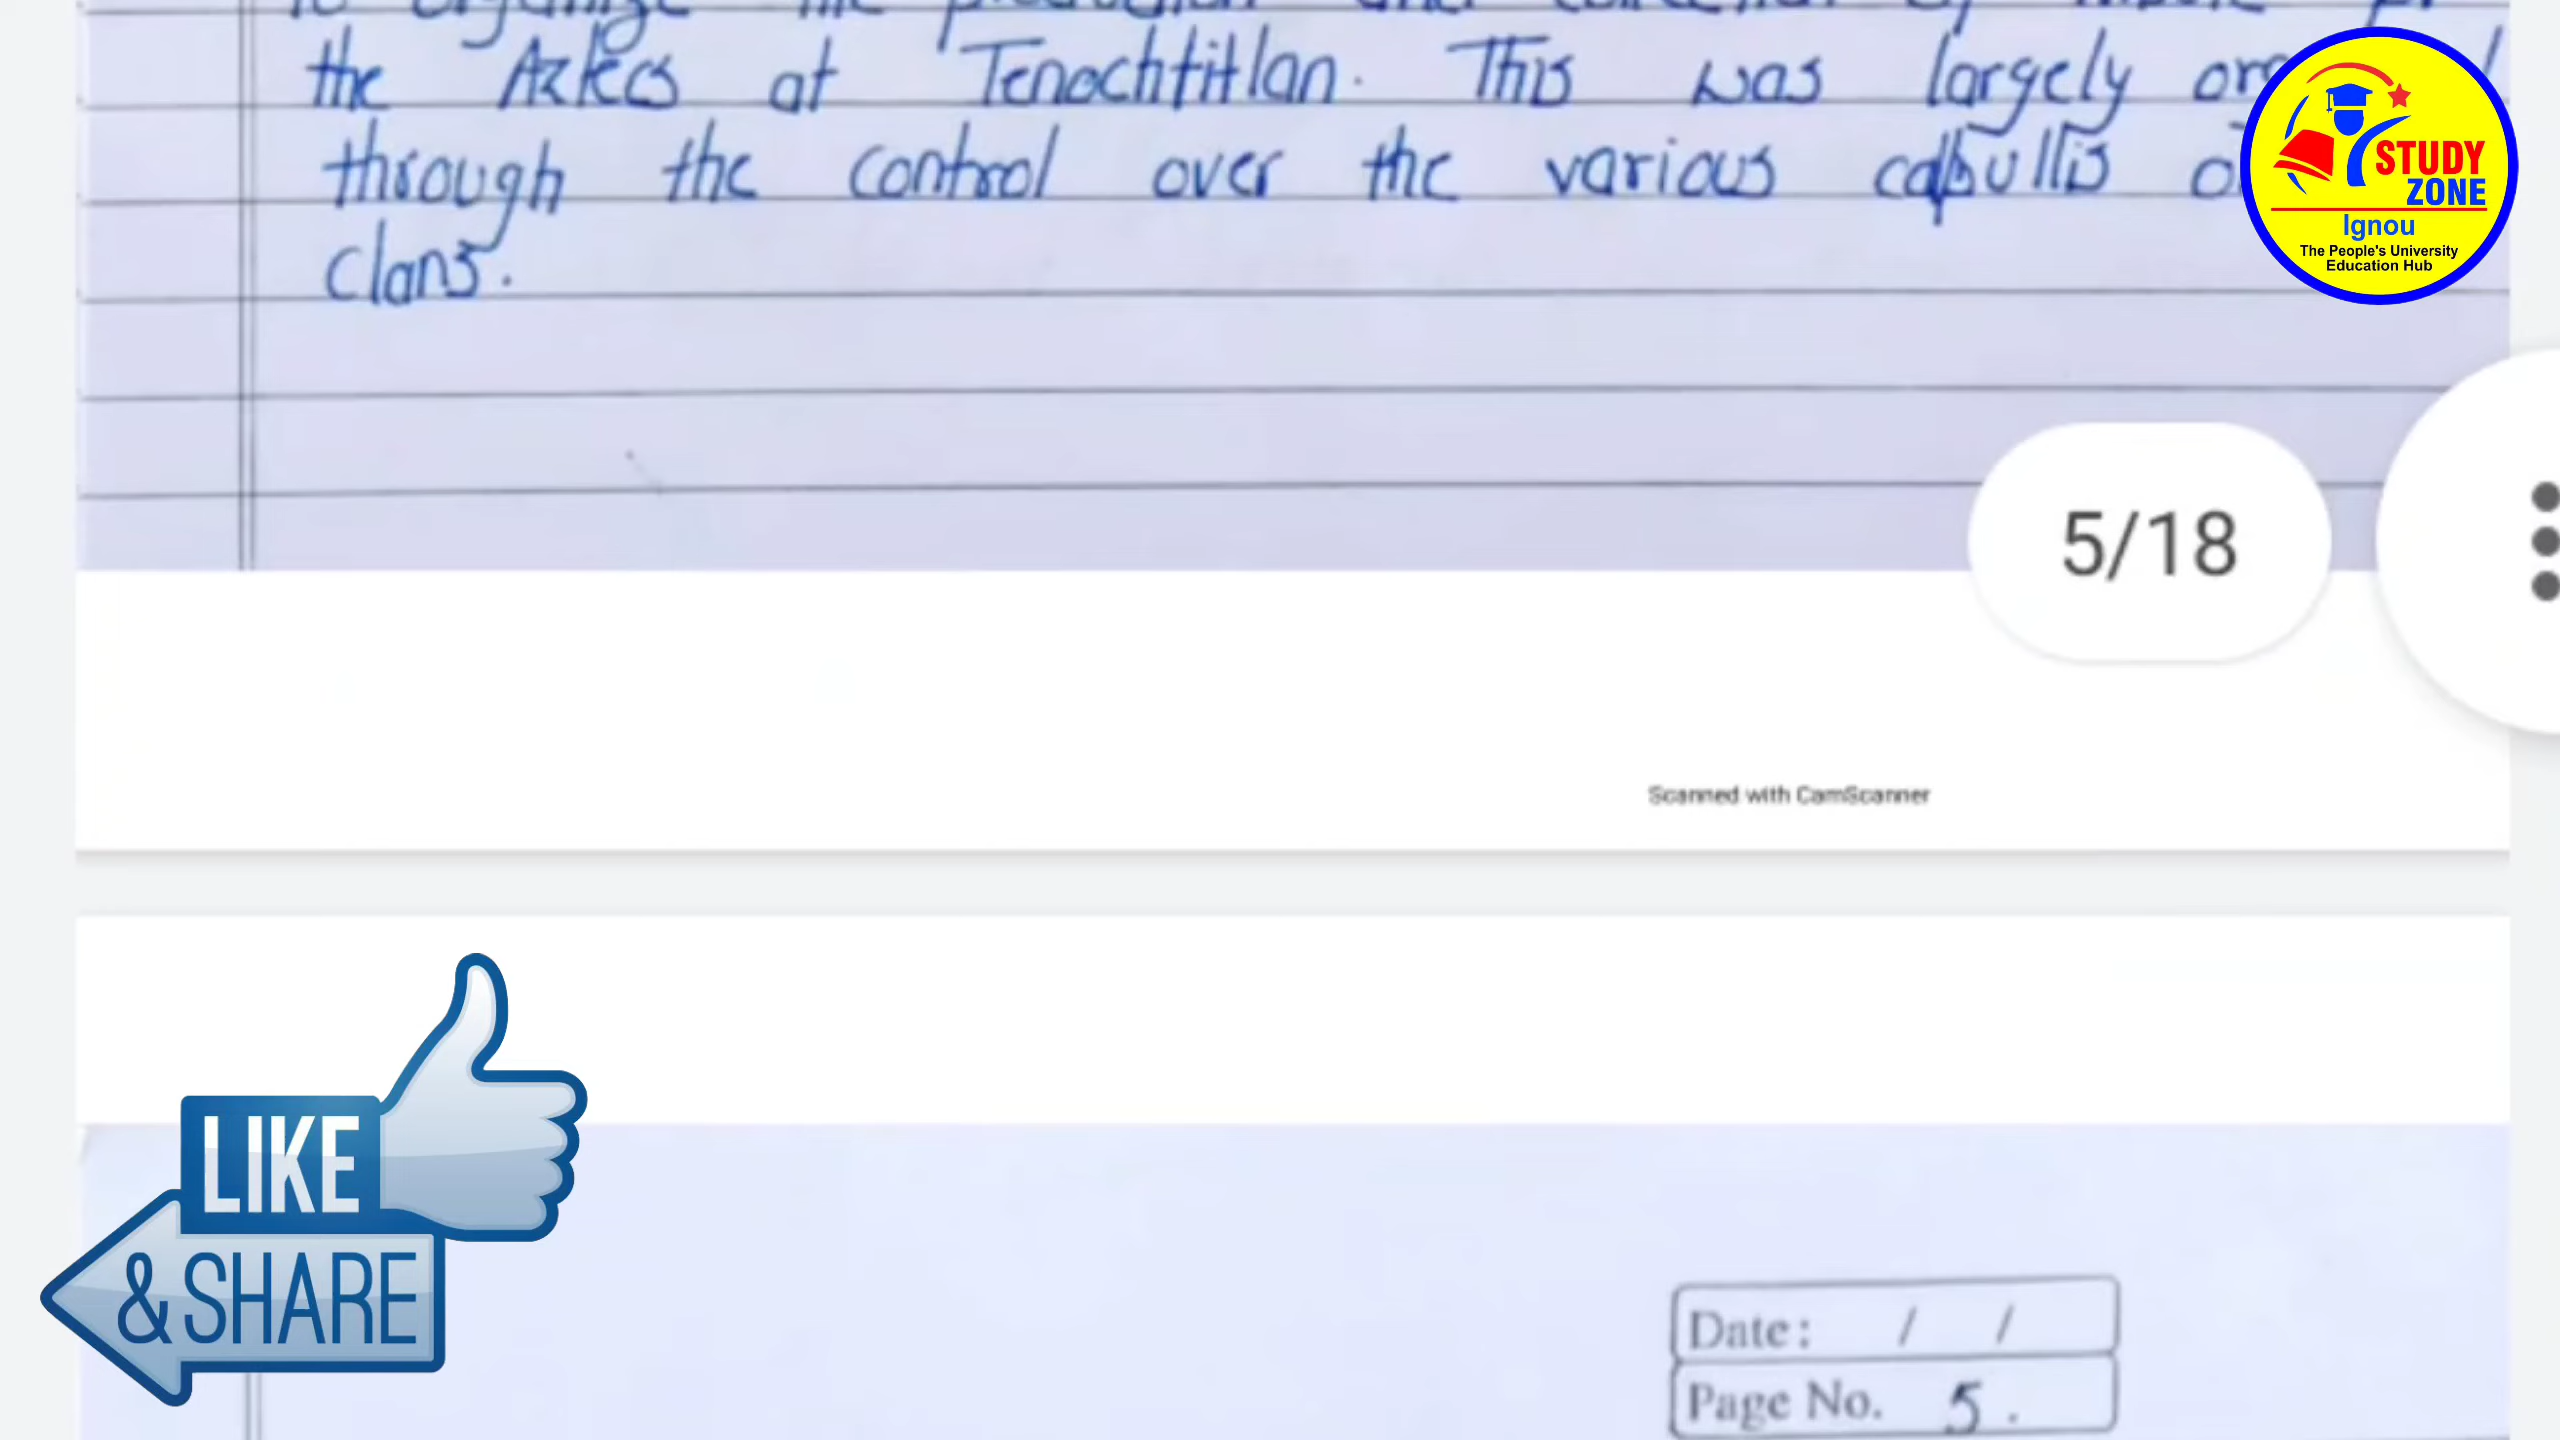 the Aztecs at Tenochtitlan. This was largely
through the control over the various calpullis
clans.
STUDY
ZONE
Ignou
The People's University
Education Hub
5/18
Scanned with CamScanner
LIKE
& SHARE
Date: / /
Page No. 5.